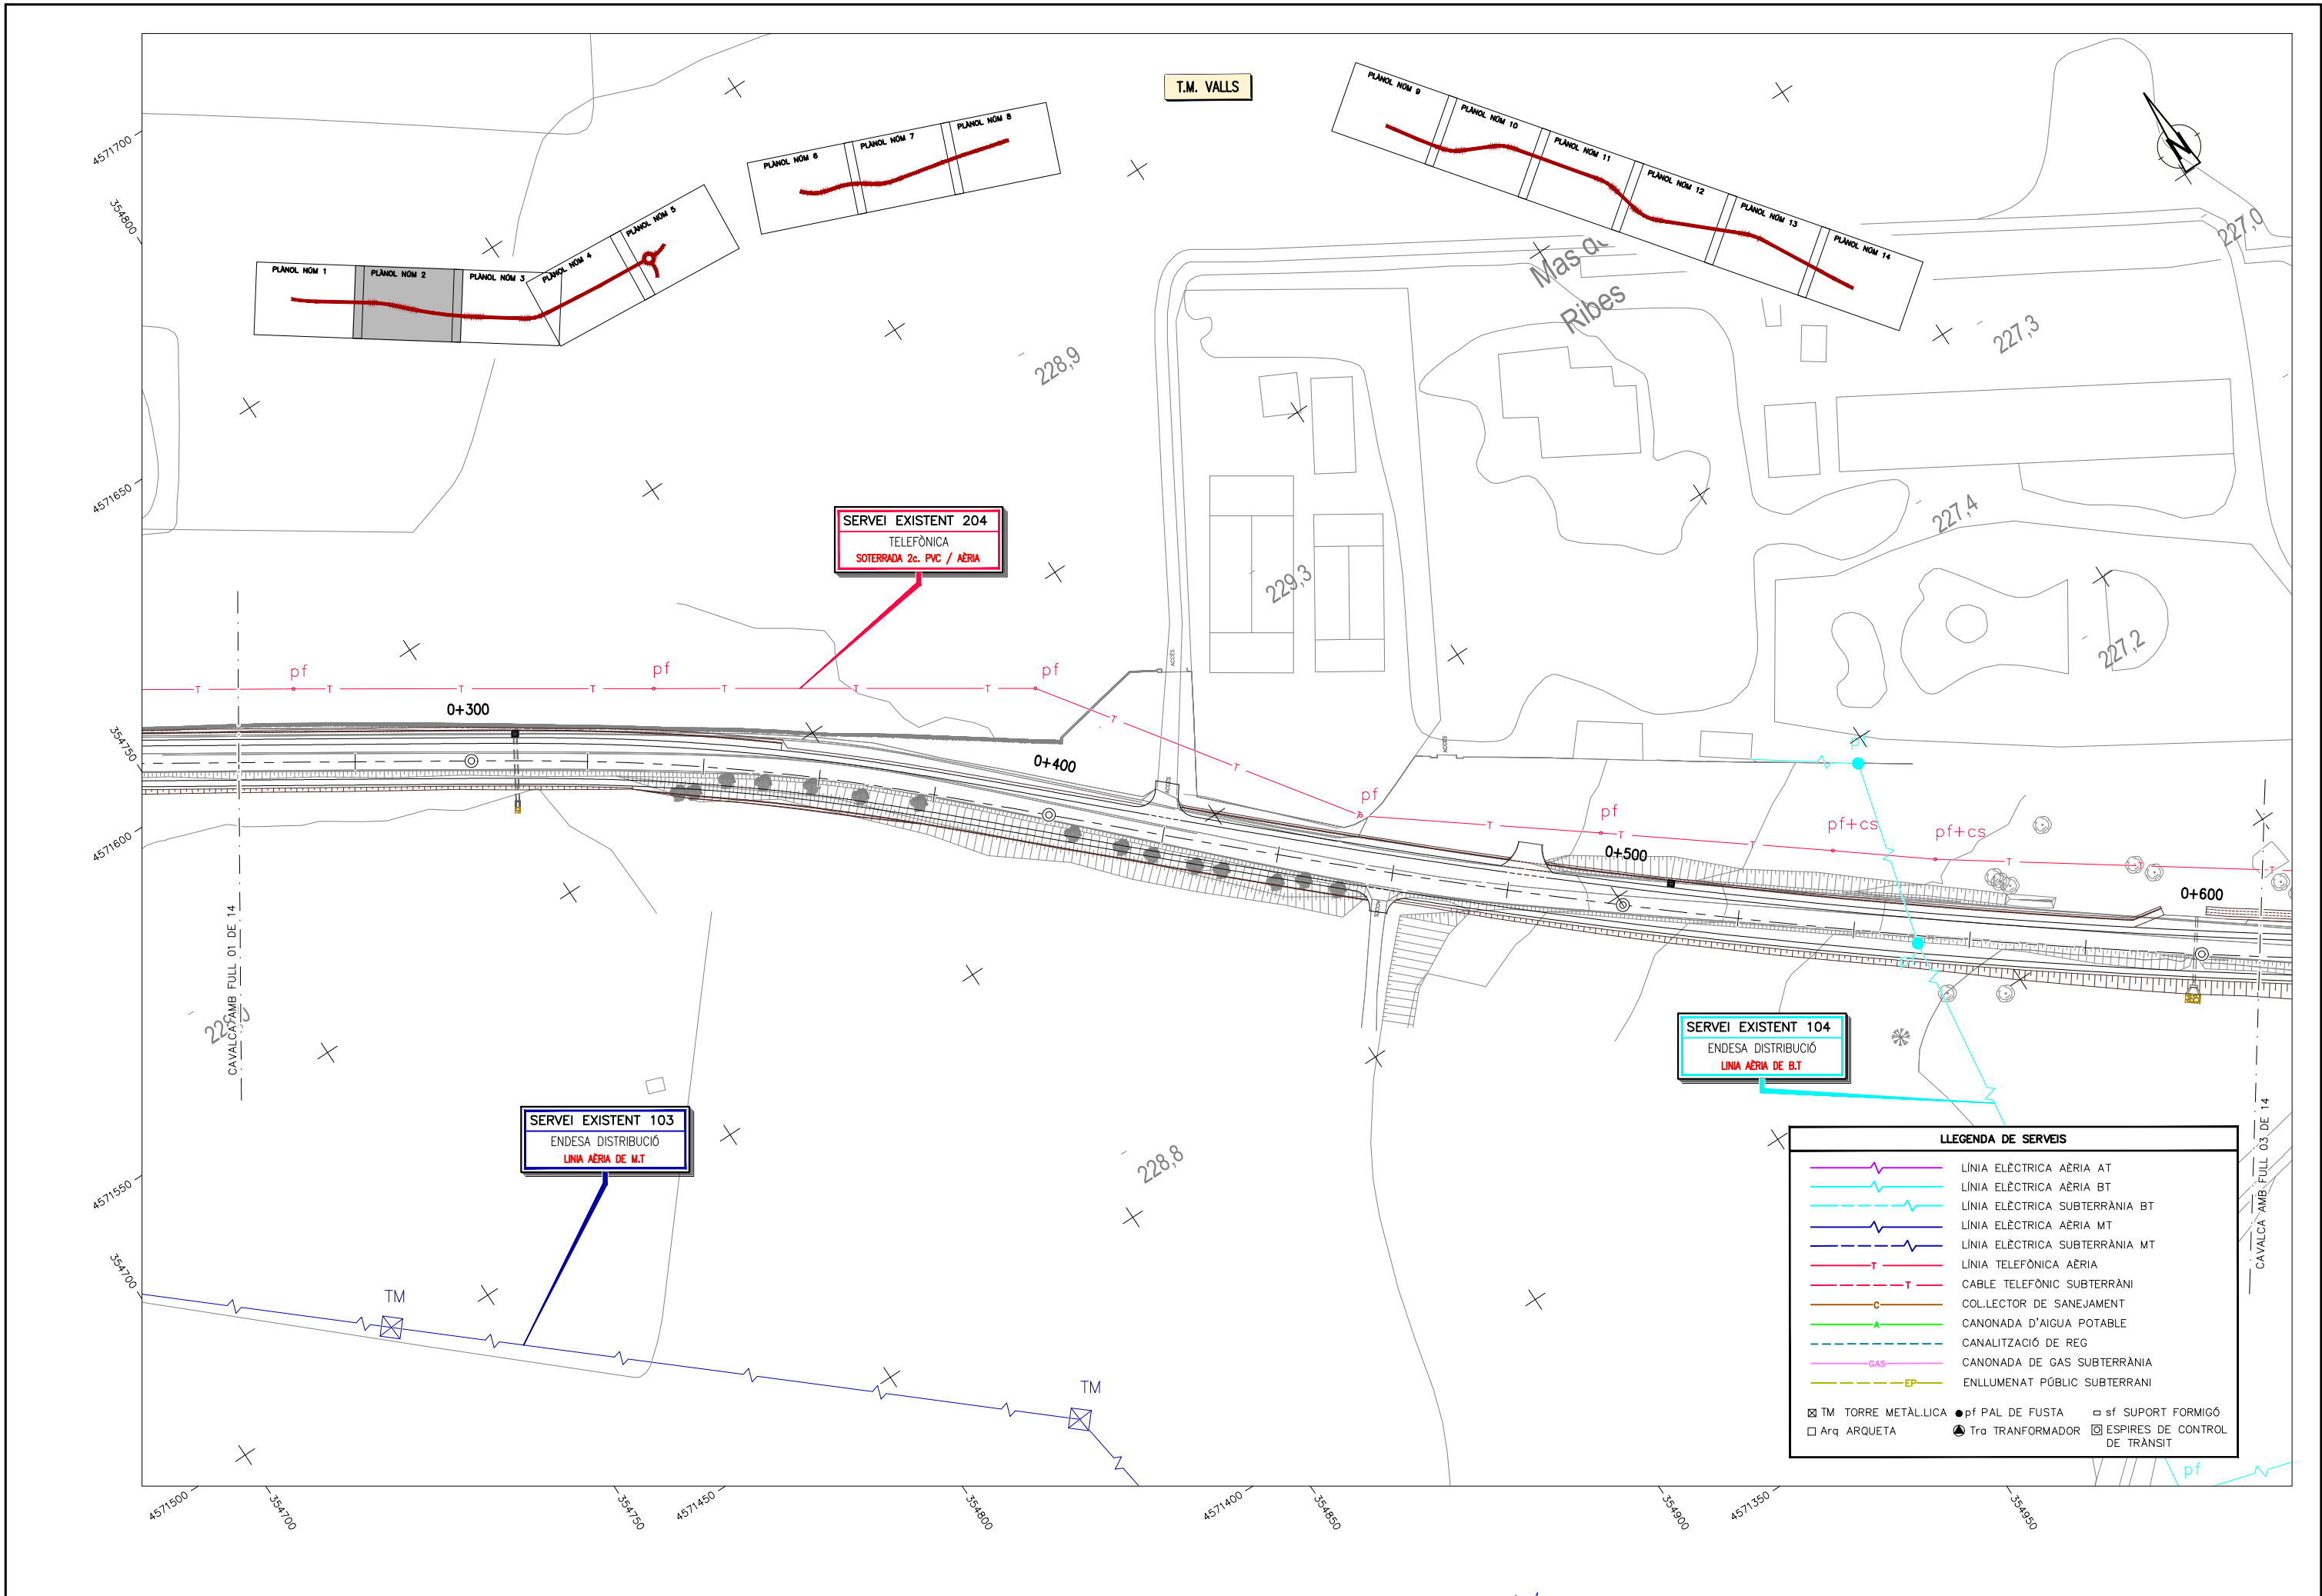 T.M. VALLS
PLÀNOL NÚM 1
PLÀNOL NÚM 2
PLÀNOL NÚM 3
PLÀNOL NÚM 4
PLÀNOL NÚM 5
PLÀNOL NÚM 6
PLÀNOL NÚM 7
PLÀNOL NÚM 8
PLÀNOL NÚM 9
PLÀNOL NÚM 10
PLÀNOL NÚM 11
PLÀNOL NÚM 12
PLÀNOL NÚM 13
PLÀNOL NÚM 14
N
4571700
354800
4571650
354750
4571600
4571550
354700
Mas de
Ribes
227,0
227,3
228,9
227,4
229,3
227,2
228,8
SERVEI EXISTENT 204
TELEFÒNICA
SOTERRADA 2c. PVC / AÈRIA
pf
pf
pf
pf
pf
pf+cs
pf+cs
pf
T T T T T T T T T T T T T T T
0+300
0+400
0+500
0+600
ACCÉS
ACCÉS
ACCÉS
ACCÉS
CAVALCA AMB FULL 01 DE 14
CAVALCA AMB FULL 03 DE 14
SERVEI EXISTENT 104
ENDESA DISTRIBUCIÓ
LINIA AÈRIA DE B.T
SERVEI EXISTENT 103
ENDESA DISTRIBUCIÓ
LINIA AÈRIA DE M.T
TM
TM
LLEGENDA DE SERVEIS
LÍNIA ELÈCTRICA AÈRIA AT
LÍNIA ELÈCTRICA AÈRIA BT
LÍNIA ELÈCTRICA SUBTERRÀNIA BT
LÍNIA ELÈCTRICA AÈRIA MT
LÍNIA ELÈCTRICA SUBTERRÀNIA MT
T LÍNIA TELEFÒNICA AÈRIA
T CABLE TELEFÒNIC SUBTERRÀNI
C COL.LECTOR DE SANEJAMENT
A CANONADA D'AIGUA POTABLE
CANALITZACIÓ DE REG
GAS CANONADA DE GAS SUBTERRÀNIA
EP ENLLUMENAT PÚBLIC SUBTERRANI
TM TORRE METÀL.LICA pf PAL DE FUSTA sf SUPORT FORMIGÓ
Arq ARQUETA Tra TRANFORMADOR ESPIRES DE CONTROL
DE TRÀNSIT
pf
4571500
354700
354750
4571450
354800
4571400
354850
354900
4571350
354950